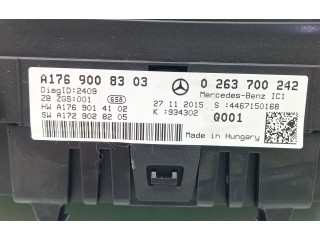 A176 900 83 03
0 263 700 242
DiagID:2409
Mercedes-Benz IC1
ZB ZGS:001
658
27 11 2015
S :4467150168
HW A176 901 41 02
K :934302
Q001
SW A172 902 82 05
Made in Hungary